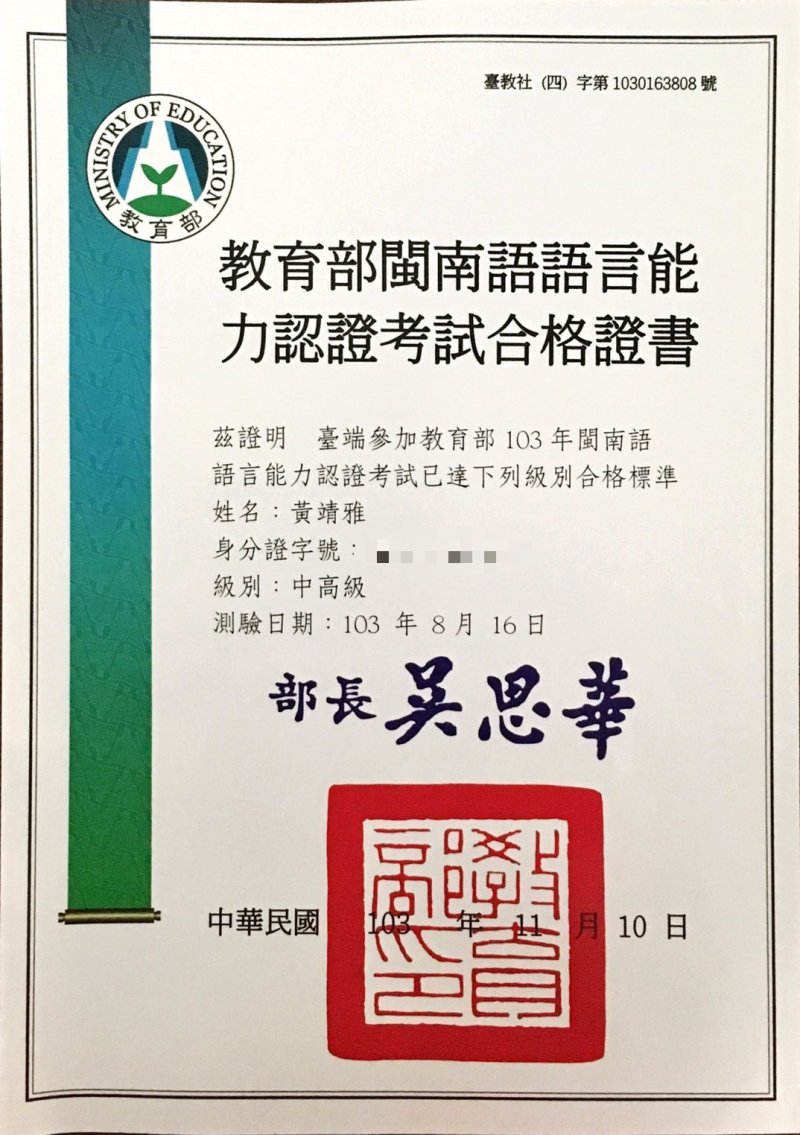 臺教社（四）字第1030163808號
MINISTRY OF EDUCATION
教育部
教育部閩南語語言能
力認證考試合格證書
茲證明　臺端參加教育部103年閩南語
語言能力認證考試已達下列級別合格標準
姓名：黃靖雅
身分證字號：
級別：中高級
測驗日期：103 年 8 月 16 日
部長 吳思華
中華民國 103 年 11 月 10 日
教育部印